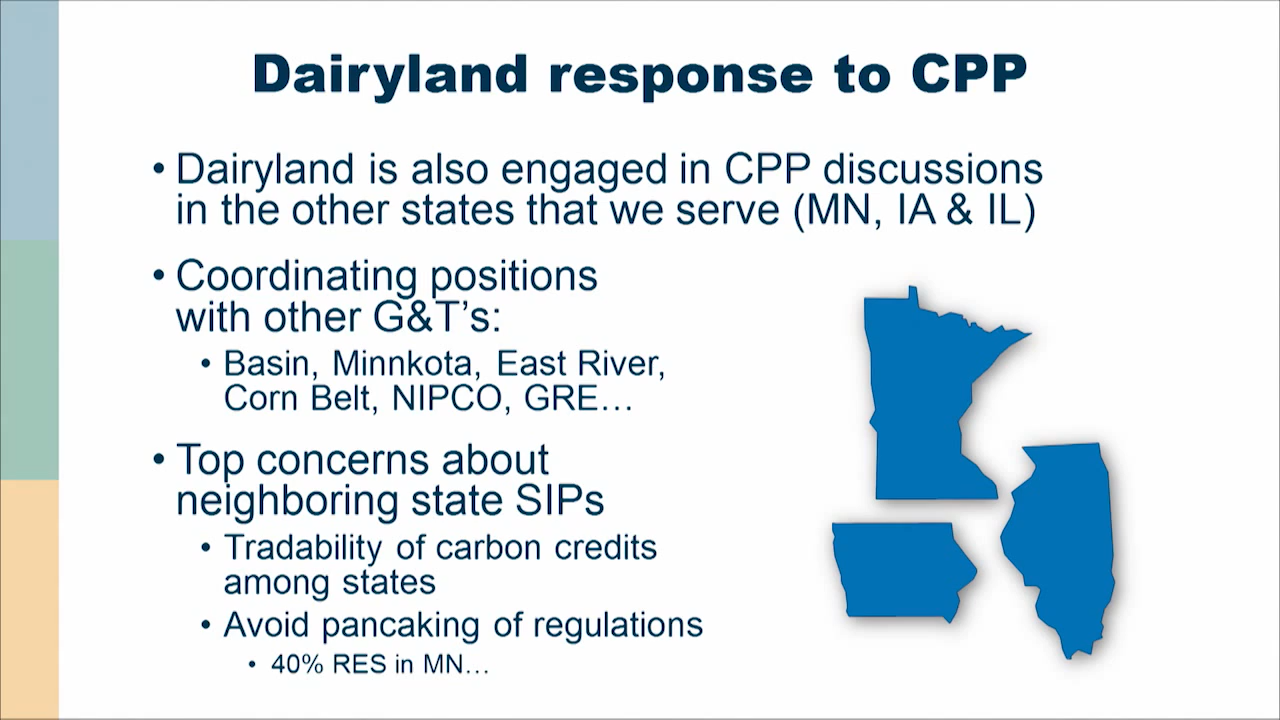 Dairyland response to CPP
• Dairyland is also engaged in CPP discussions
in the other states that we serve (MN, IA & IL)
• Coordinating positions
with other G&T’s:
• Basin, Minnkota, East River,
Corn Belt, NIPCO, GRE…
• Top concerns about
neighboring state SIPs
• Tradability of carbon credits
among states
• Avoid pancaking of regulations
• 40% RES in MN…